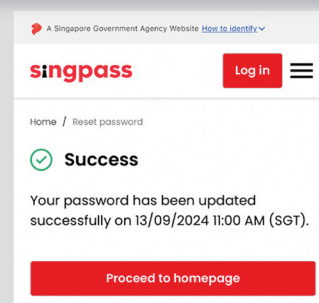 A Singapore Government Agency Website How to identify
singpass
Log in
Home / Reset password
Success
Your password has been updated
successfully on 13/09/2024 11:00 AM (SGT).
Proceed to homepage